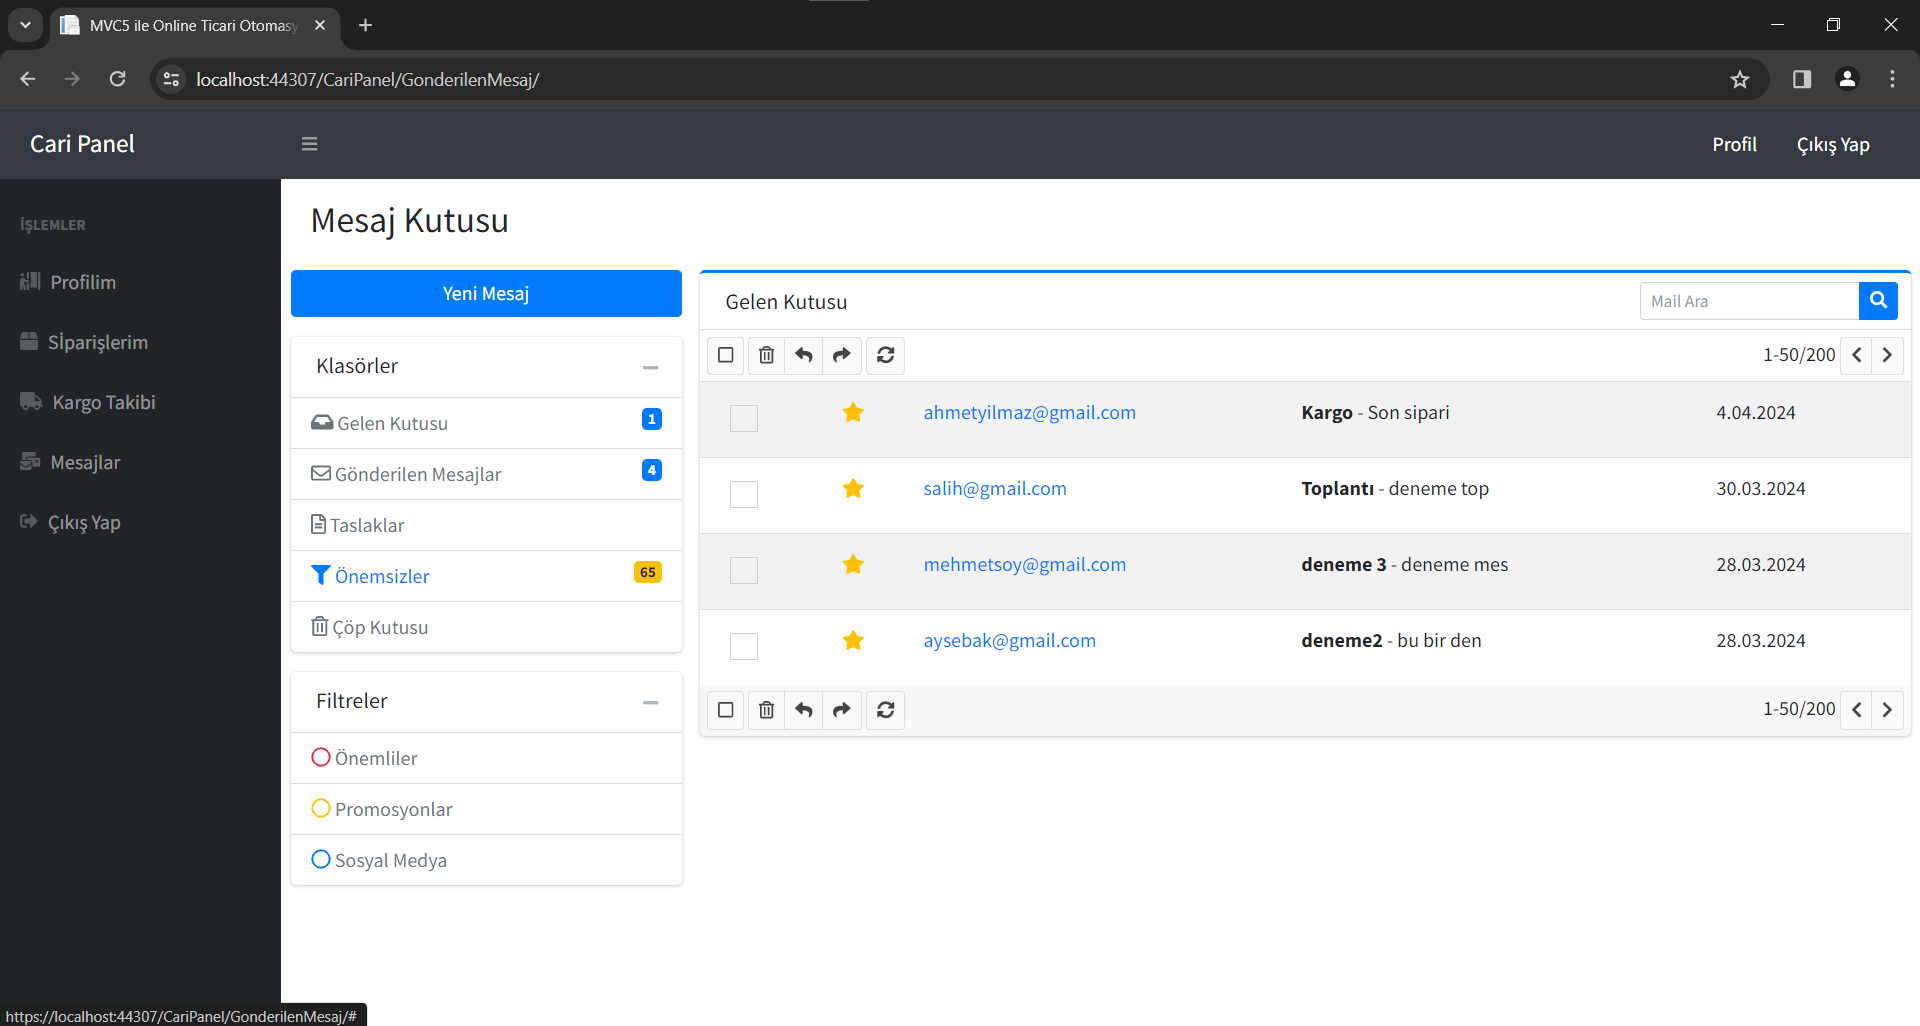 MVC5 ile Online Ticari Otomasy
localhost:44307/CariPanel/GonderilenMesaj/
Cari Panel
Profil
Çıkış Yap
İŞLEMLER
Profilim
Sİparişlerim
Kargo Takibi
Mesajlar
Çıkış Yap
Mesaj Kutusu
Yeni Mesaj
Klasörler
Gelen Kutusu 1
Gönderilen Mesajlar 4
Taslaklar
Önemsizler 65
Çöp Kutusu
Filtreler
Önemliler
Promosyonlar
Sosyal Medya
Gelen Kutusu
Mail Ara
1-50/200
ahmetyilmaz@gmail.com Kargo - Son sipari 4.04.2024
salih@gmail.com Toplantı - deneme top 30.03.2024
mehmetsoy@gmail.com deneme 3 - deneme mes 28.03.2024
aysebak@gmail.com deneme2 - bu bir den 28.03.2024
1-50/200
https://localhost:44307/CariPanel/GonderilenMesaj/#